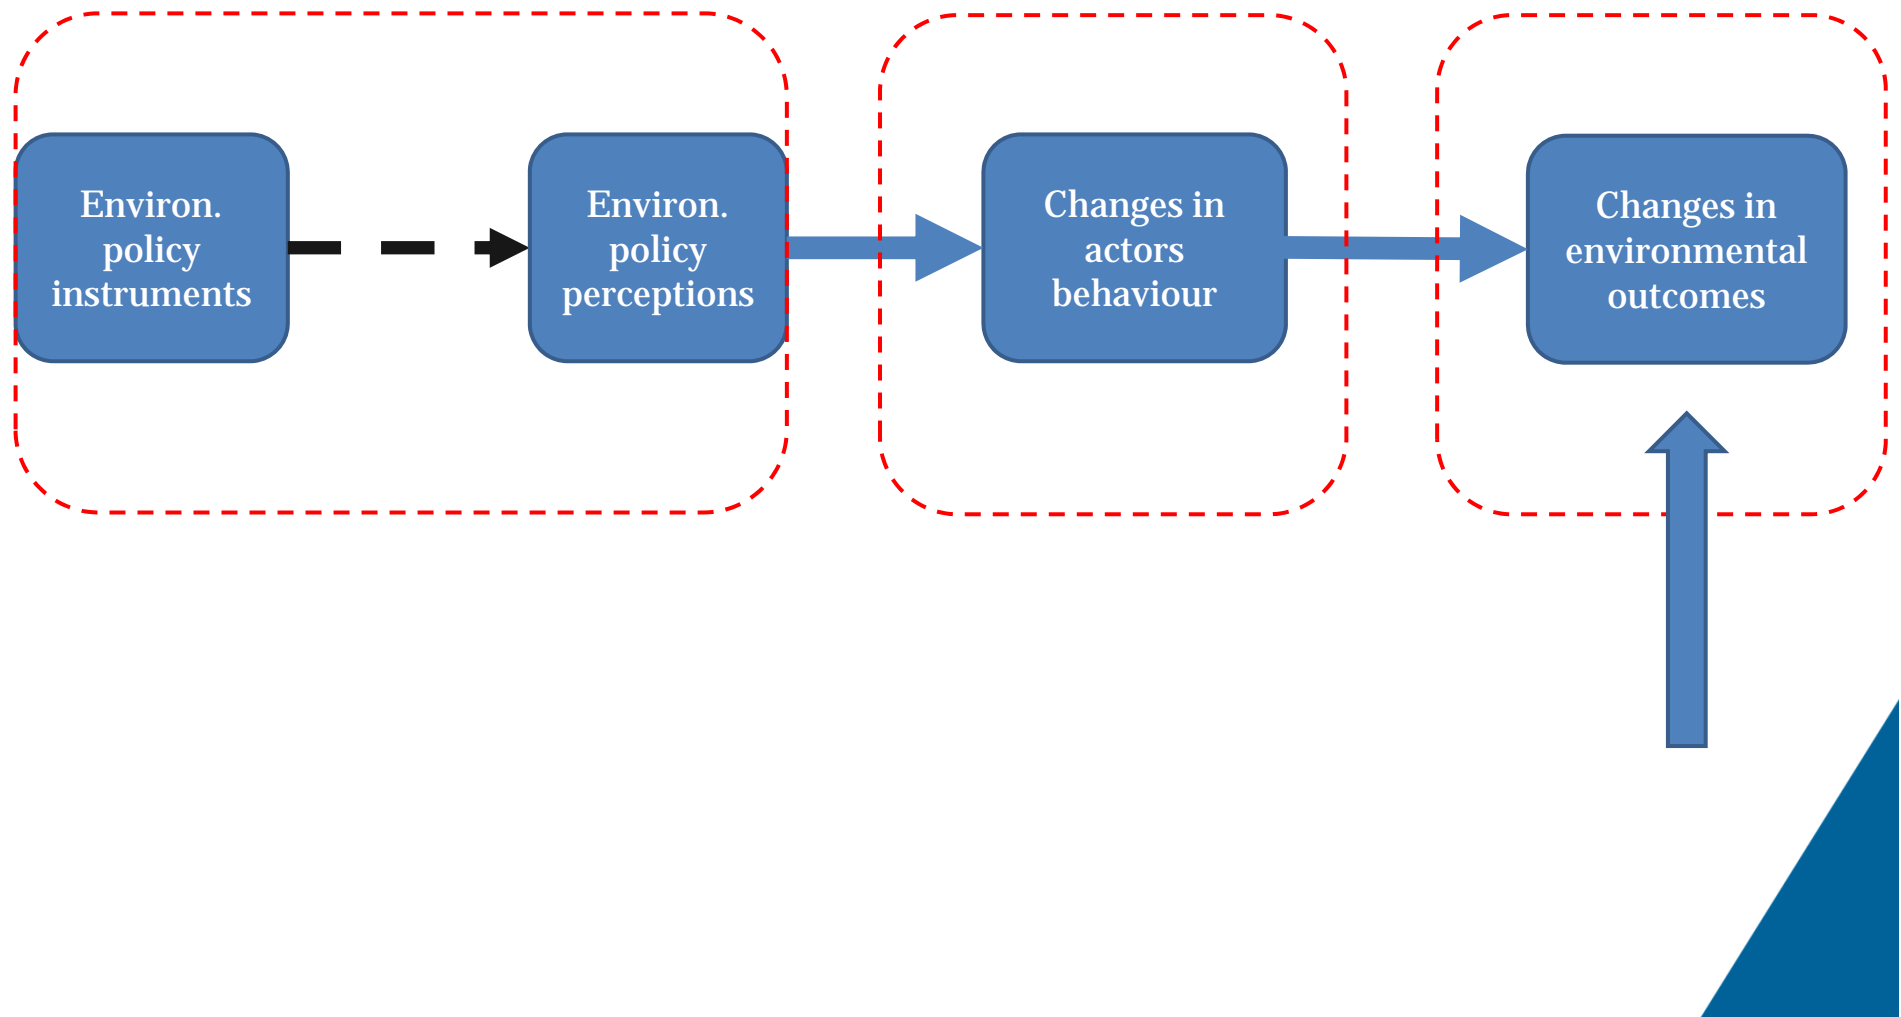 Environ.
policy
instruments
Environ.
policy
perceptions
Changes in
actors
behaviour
Changes in
environmental
outcomes